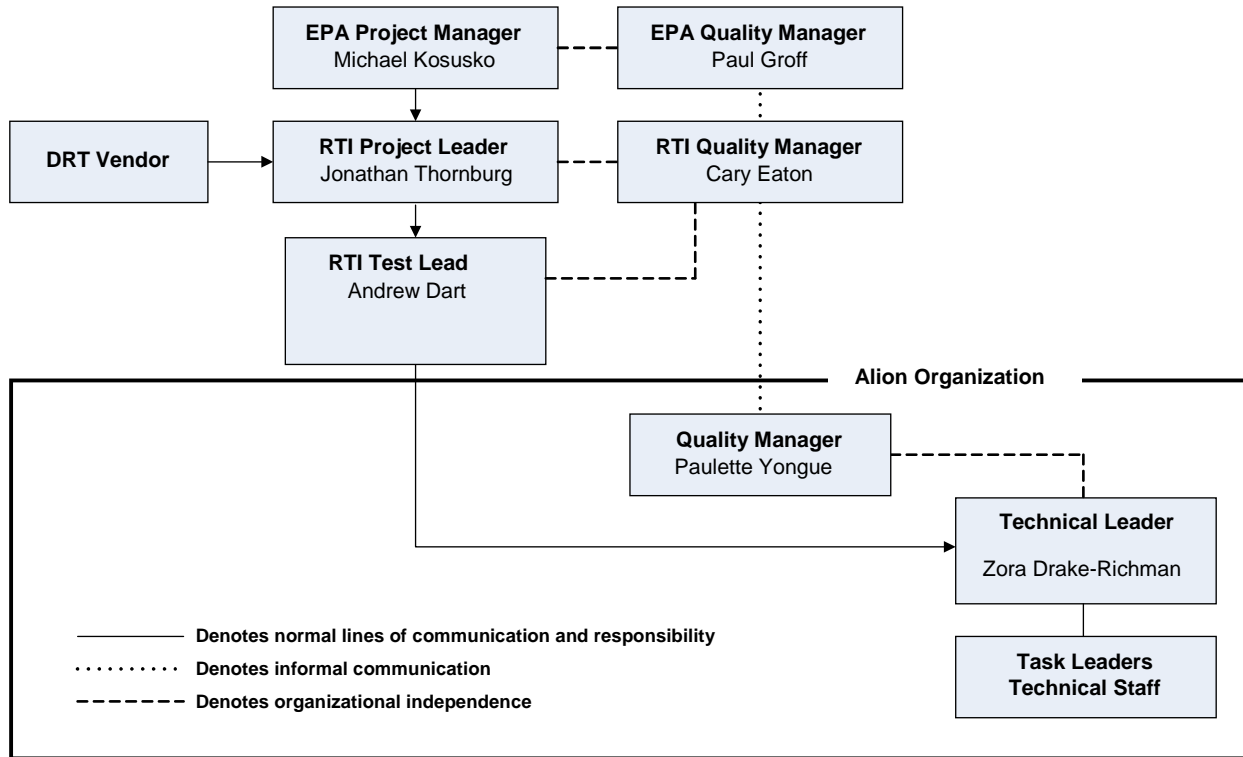 EPA Project Manager
Michael Kosusko
EPA Quality Manager
Paul Groff
DRT Vendor
RTI Project Leader
Jonathan Thornburg
RTI Quality Manager
Cary Eaton
RTI Test Lead
Andrew Dart
Alion Organization
Quality Manager
Paulette Yongue
Technical Leader
Zora Drake-Richman
Denotes normal lines of communication and responsibility
Denotes informal communication
Denotes organizational independence
Task Leaders
Technical Staff